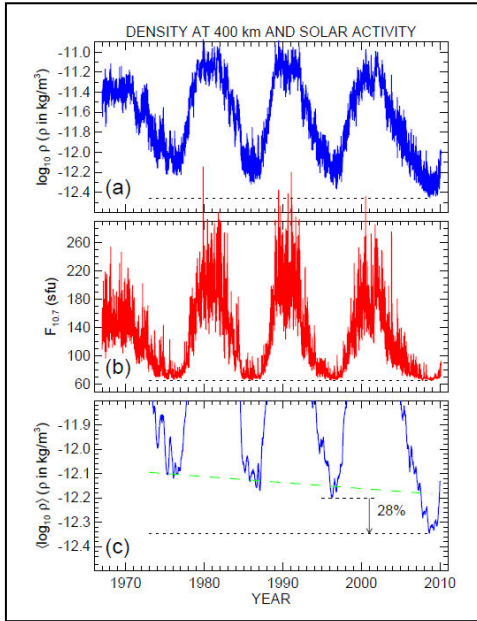 DENSITY AT 400 km AND SOLAR ACTIVITY
-11.0
-11.2
-11.4
-11.6
-11.8
-12.0
-12.2
-12.4
log₁₀ ρ (ρ in kg/m³)
(a)
260
220
180
140
100
60
F₁₀.₇ (sfu)
(b)
-11.9
-12.0
-12.1
-12.2
-12.3
-12.4
⟨log₁₀ ρ⟩ (ρ in kg/m³)
28%
(c)
1970 1980 1990 2000 2010
YEAR